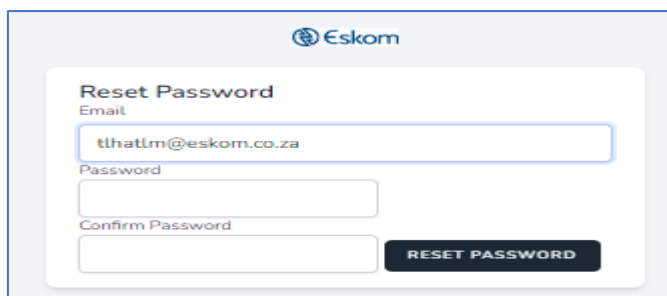 Eskom
Reset Password
Email
tlhatlm@eskom.co.za
Password
Confirm Password
RESET PASSWORD